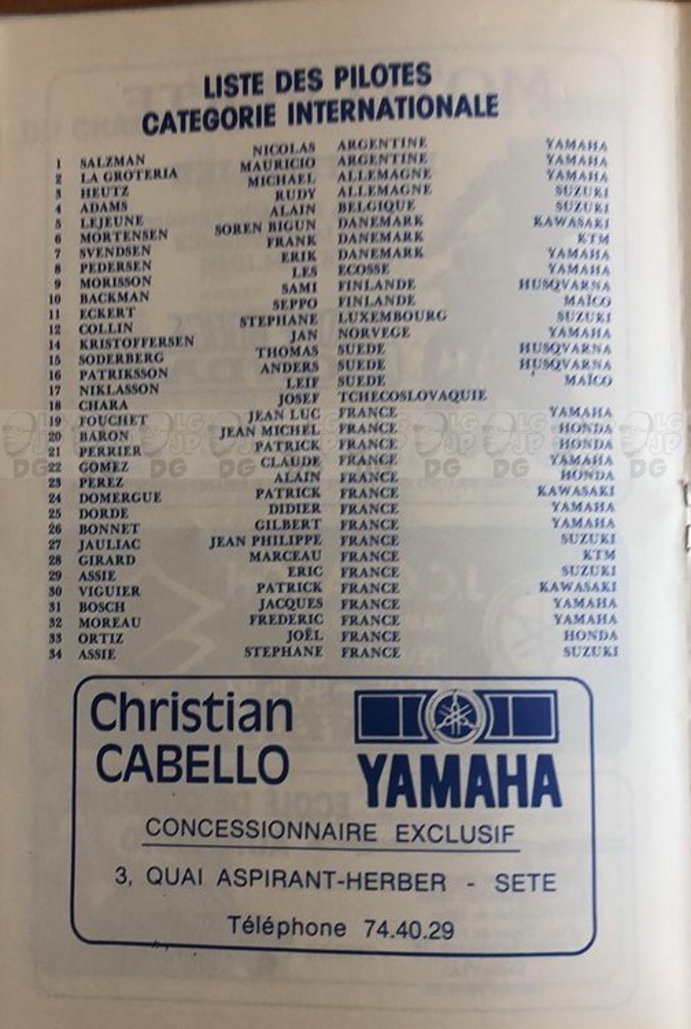 LISTE DES PILOTES
CATEGORIE INTERNATIONALE
1 SALZMAN NICOLAS ARGENTINE YAMAHA
2 LA GROTERIA MAURICIO ARGENTINE YAMAHA
3 HEUTZ MICHAEL ALLEMAGNE YAMAHA
4 ADAMS RUDY ALLEMAGNE SUZUKI
5 LEJEUNE ALAIN BELGIQUE SUZUKI
6 MORTENSEN SOREN BIGUN DANEMARK KAWASAKI
7 SVENDSEN FRANK DANEMARK KTM
8 PEDERSEN ERIK DANEMARK YAMAHA
9 MORISSON LES ECOSSE YAMAHA
10 BACKMAN SAMI FINLANDE HUSQVARNA
11 ECKERT SEPPO FINLANDE MAÏCO
12 COLLIN STEPHANE LUXEMBOURG SUZUKI
14 KRISTOFFERSEN JAN NORVEGE YAMAHA
15 SODERBERG THOMAS SUEDE HUSQVARNA
16 PATRIKSSON ANDERS SUEDE HUSQVARNA
17 NIKLASSON LEIF SUEDE MAÏCO
18 CHARA JOSEF TCHECOSLOVAQUIE
19 FOUCHET JEAN LUC FRANCE YAMAHA
20 BARON JEAN MICHEL FRANCE HONDA
21 PERRIER PATRICK FRANCE HONDA
22 GOMEZ CLAUDE FRANCE YAMAHA
23 PEREZ ALAIN FRANCE HONDA
24 DOMERGUE PATRICK FRANCE KAWASAKI
25 DORDE DIDIER FRANCE YAMAHA
26 BONNET GILBERT FRANCE YAMAHA
27 JAULIAC JEAN PHILIPPE FRANCE SUZUKI
28 GIRARD MARCEAU FRANCE KTM
29 ASSIE ERIC FRANCE SUZUKI
30 VIGUIER PATRICK FRANCE KAWASAKI
31 BOSCH JACQUES FRANCE YAMAHA
32 MOREAU FREDERIC FRANCE YAMAHA
33 ORTIZ JOËL FRANCE HONDA
34 ASSIE STEPHANE FRANCE SUZUKI
Christian
CABELLO
YAMAHA
CONCESSIONNAIRE EXCLUSIF
3, QUAI ASPIRANT-HERBER - SETE
Téléphone 74.40.29